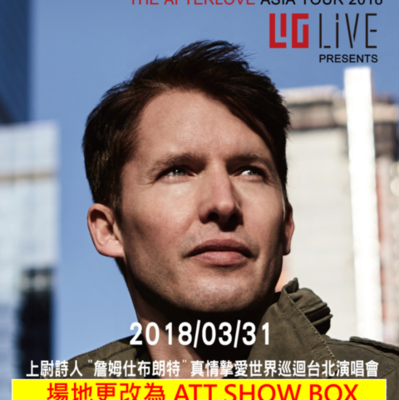 THE AFTERLOVE ASIA TOUR 2018
UG LiVE
PRESENTS
2018/03/31
上尉詩人“詹姆仕布朗特”真情摯愛世界巡迴台北演唱會
場地更改為 ATT SHOW BOX